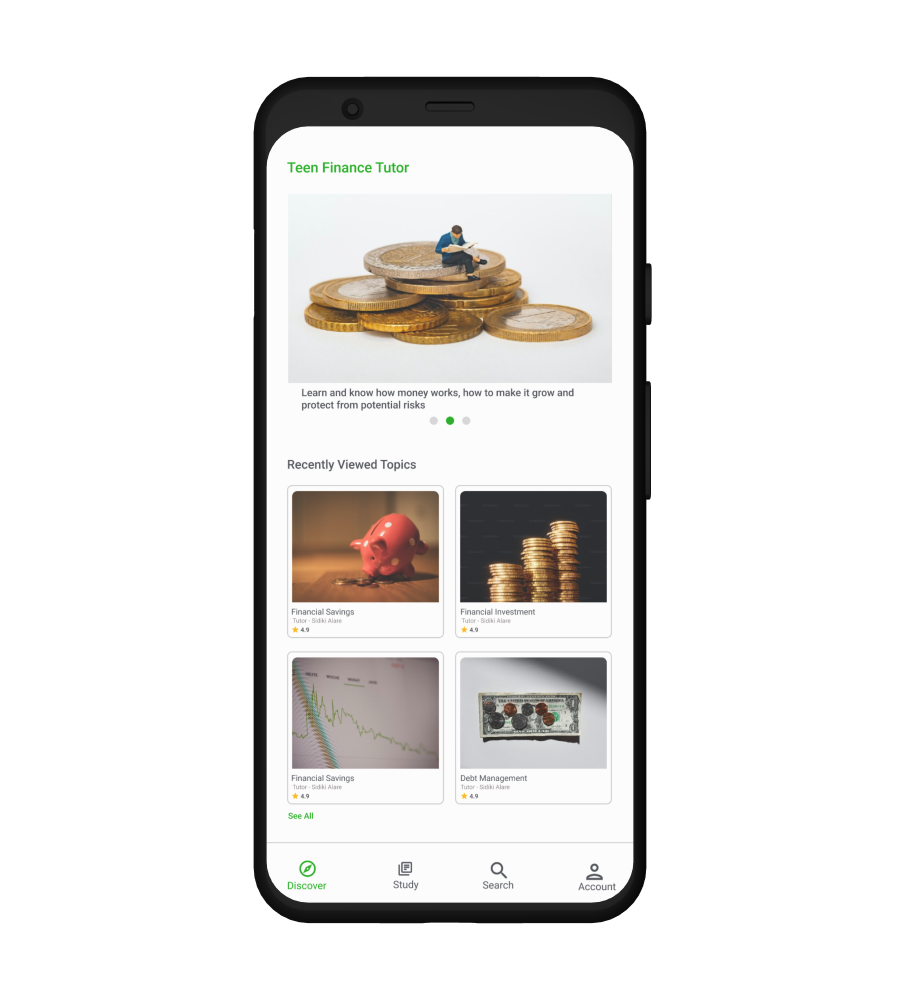 Teen Finance Tutor
Learn and know how money works, how to make it grow and
protect from potential risks
Recently Viewed Topics
Financial Savings
Tutor - Sidiki Alare
4.9
Financial Investment
Tutor - Sidiki Alare
4.9
Financial Savings
Tutor - Sidiki Alare
4.9
Debt Management
Tutor - Sidiki Alare
4.9
See All
Discover
Study
Search
Account